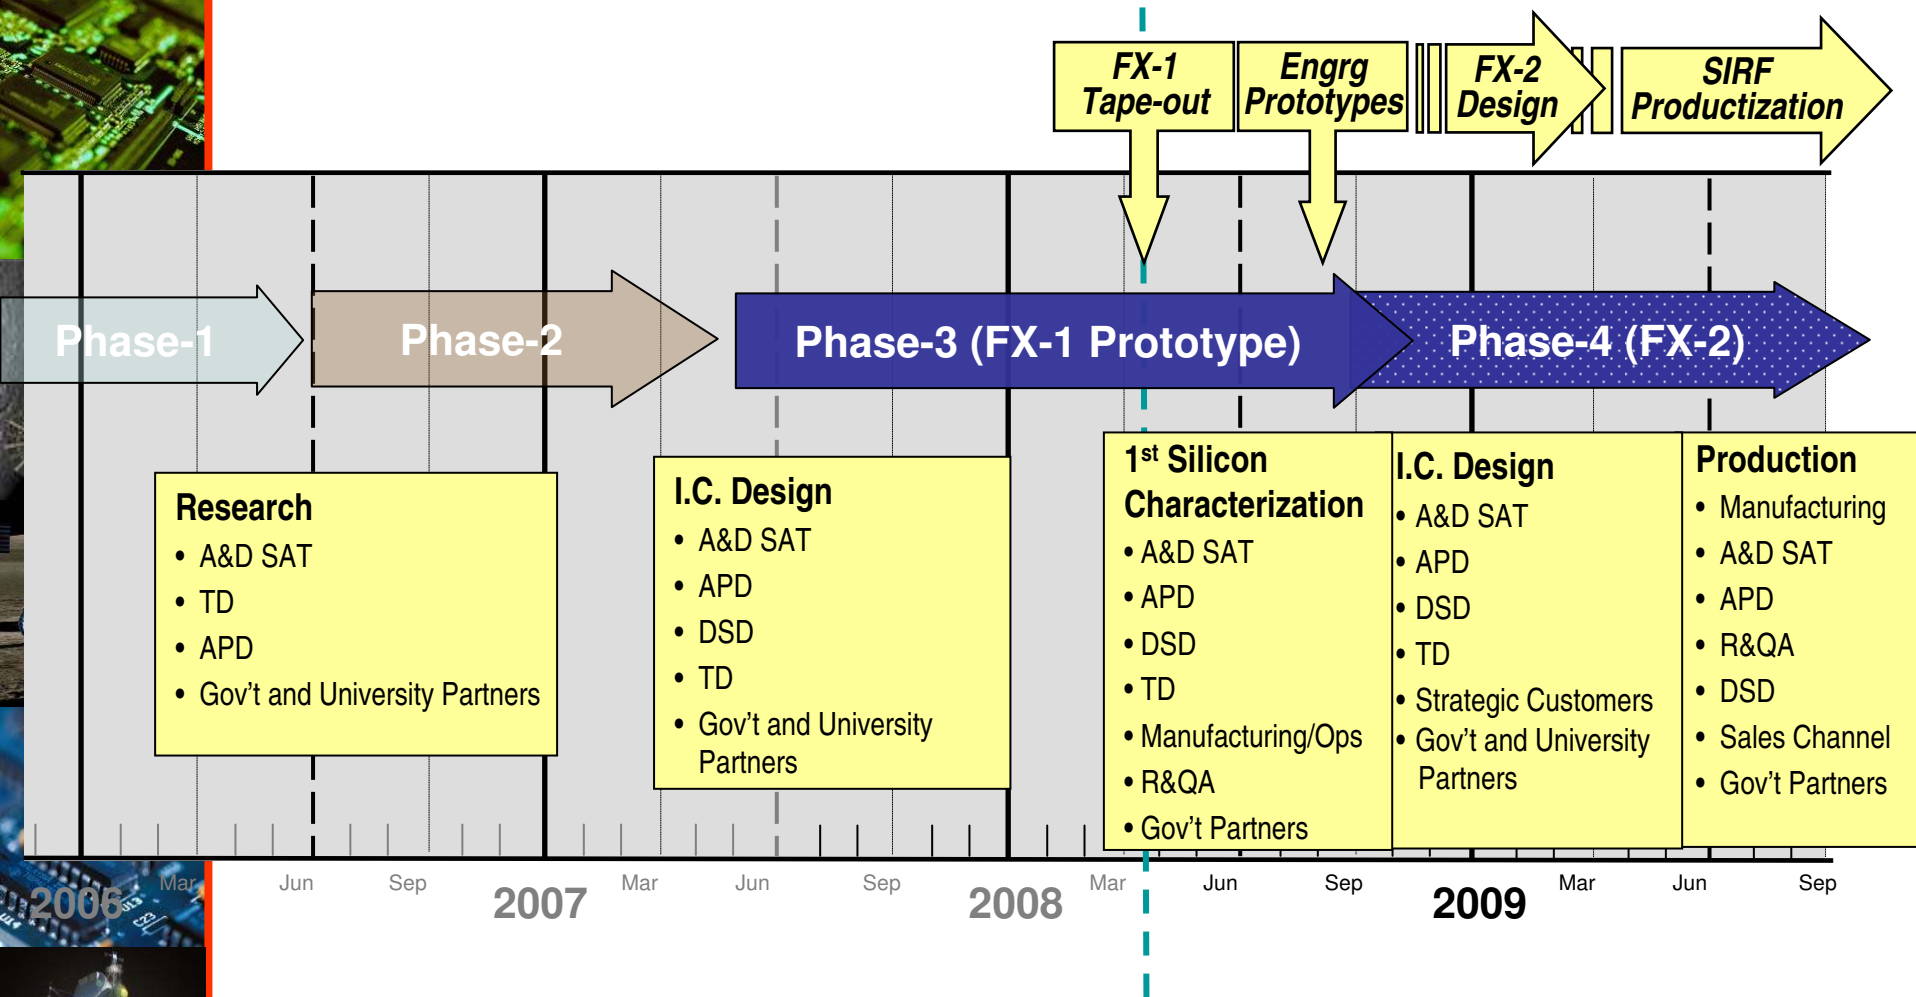 FX-1
Tape-out
Engrg
Prototypes
FX-2
Design
SIRF
Productization
Phase-1
Phase-2
Phase-3 (FX-1 Prototype)
Phase-4 (FX-2)
Research
• A&D SAT
• TD
• APD
• Gov't and University Partners
I.C. Design
• A&D SAT
• APD
• DSD
• TD
• Gov't and University
Partners
1st Silicon
Characterization
• A&D SAT
• APD
• DSD
• TD
• Manufacturing/Ops
• R&QA
• Gov't Partners
I.C. Design
• A&D SAT
• APD
• DSD
• TD
• Strategic Customers
• Gov't and University
Partners
Production
• Manufacturing
• A&D SAT
• APD
• R&QA
• DSD
• Sales Channel
• Gov't Partners
2006 Mar Jun Sep 2007 Mar Jun Sep 2008 Mar Jun Sep 2009 Mar Jun Sep
U13
C23
U14